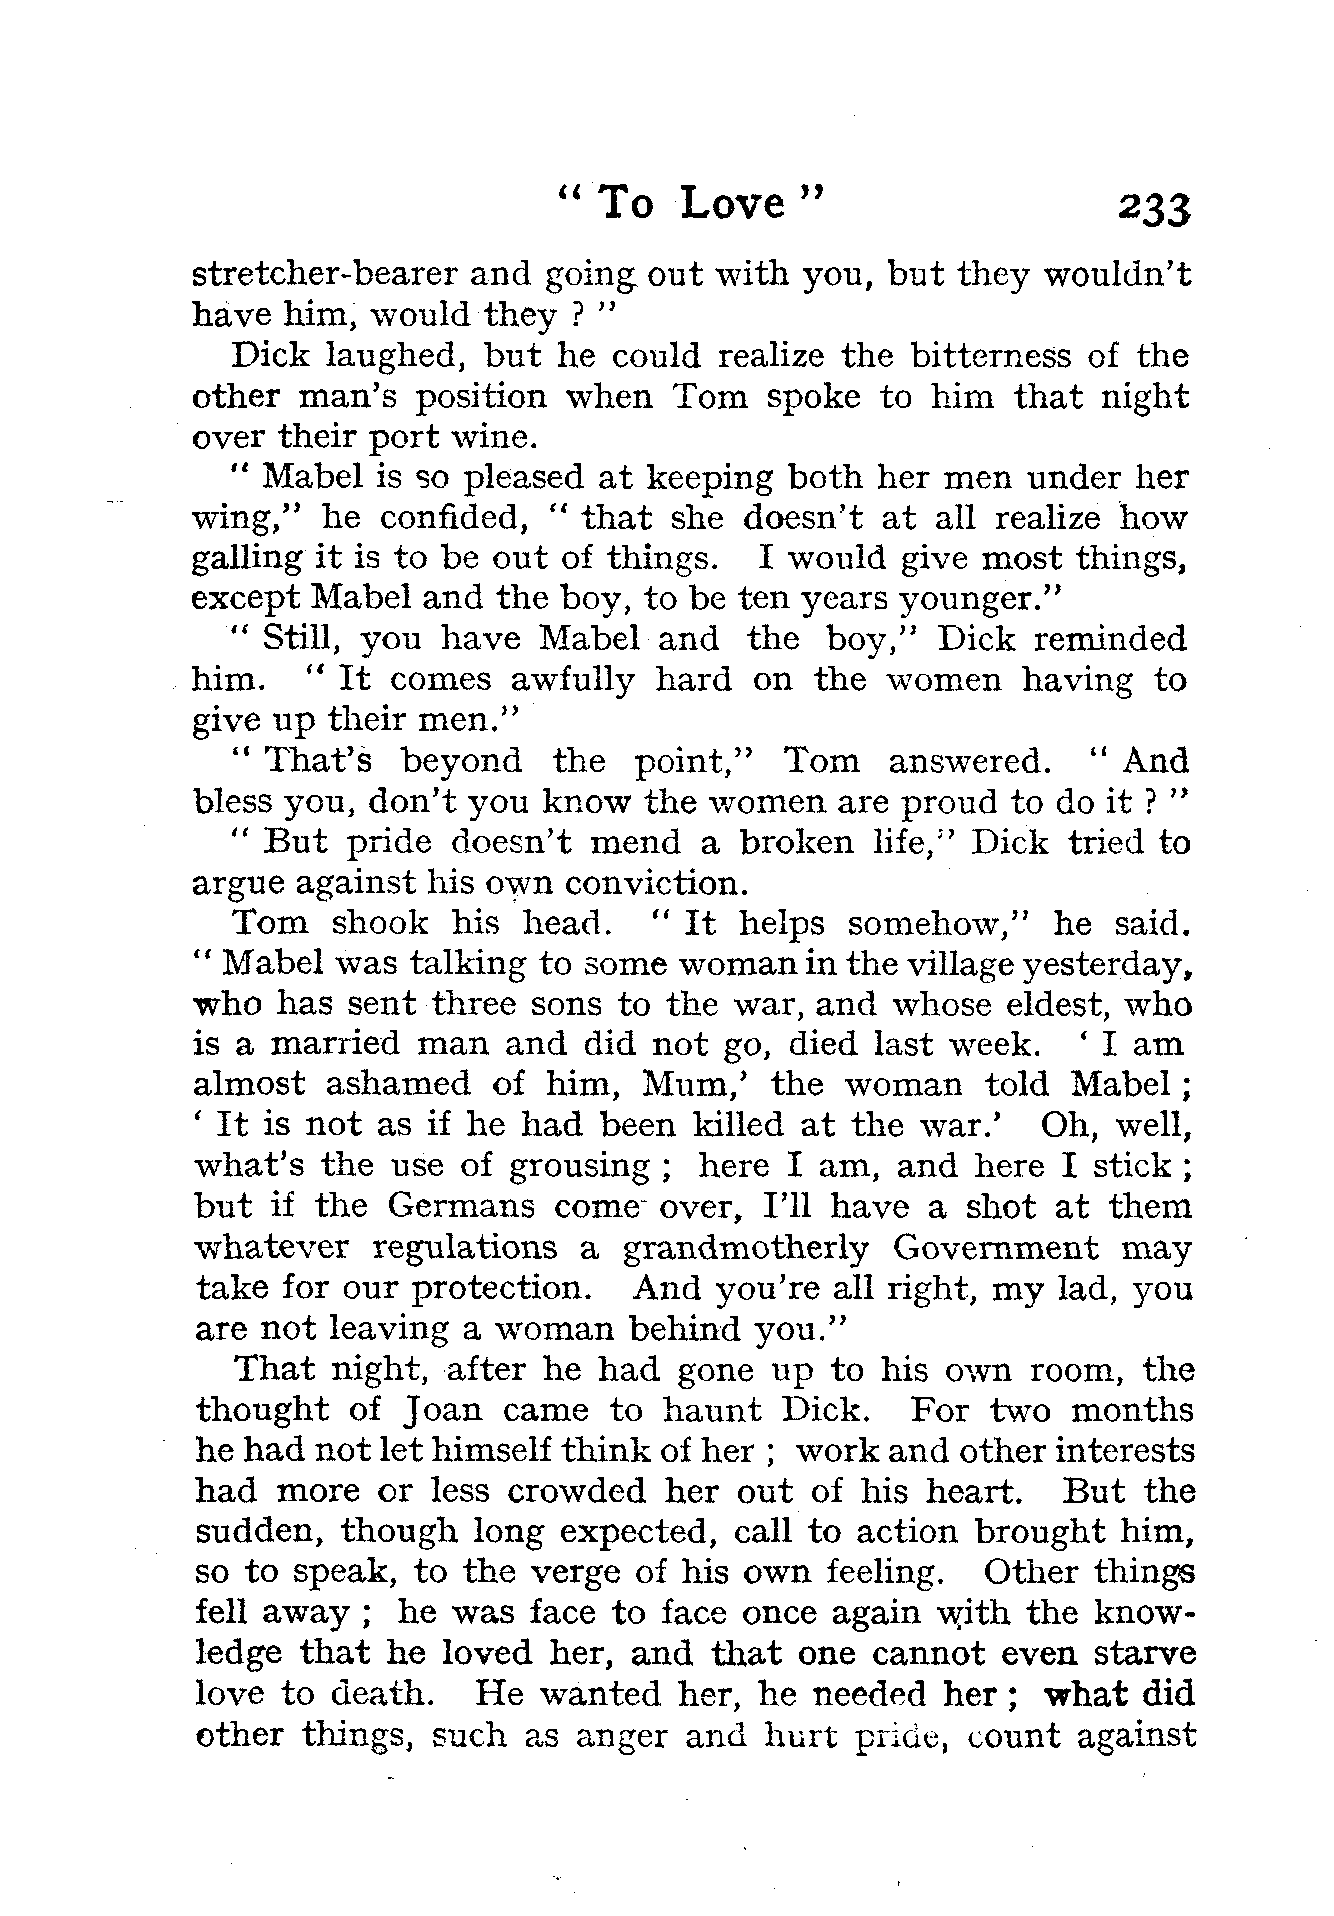 “ To Love ” 233
stretcher-bearer and going out with you, but they wouldn’t
have him, would they ? ”
Dick laughed, but he could realize the bitterness of the
other man’s position when Tom spoke to him that night
over their port wine.
“ Mabel is so pleased at keeping both her men under her
wing,” he confided, “ that she doesn’t at all realize how
galling it is to be out of things. I would give most things,
except Mabel and the boy, to be ten years younger.”
“ Still, you have Mabel and the boy,” Dick reminded
him. “ It comes awfully hard on the women having to
give up their men.”
“ That’s beyond the point,” Tom answered. “ And
bless you, don’t you know the women are proud to do it ? ”
“ But pride doesn’t mend a broken life,” Dick tried to
argue against his own conviction.
Tom shook his head. “ It helps somehow,” he said.
“ Mabel was talking to some woman in the village yesterday,
who has sent three sons to the war, and whose eldest, who
is a married man and did not go, died last week. ‘ I am
almost ashamed of him, Mum,’ the woman told Mabel ;
‘ It is not as if he had been killed at the war.’ Oh, well,
what’s the use of grousing ; here I am, and here I stick ;
but if the Germans come over, I’ll have a shot at them
whatever regulations a grandmotherly Government may
take for our protection. And you’re all right, my lad, you
are not leaving a woman behind you.”
That night, after he had gone up to his own room, the
thought of Joan came to haunt Dick. For two months
he had not let himself think of her ; work and other interests
had more or less crowded her out of his heart. But the
sudden, though long expected, call to action brought him,
so to speak, to the verge of his own feeling. Other things
fell away ; he was face to face once again with the know-
ledge that he loved her, and that one cannot even starve
love to death. He wanted her, he needed her ; what did
other things, such as anger and hurt pride, count against